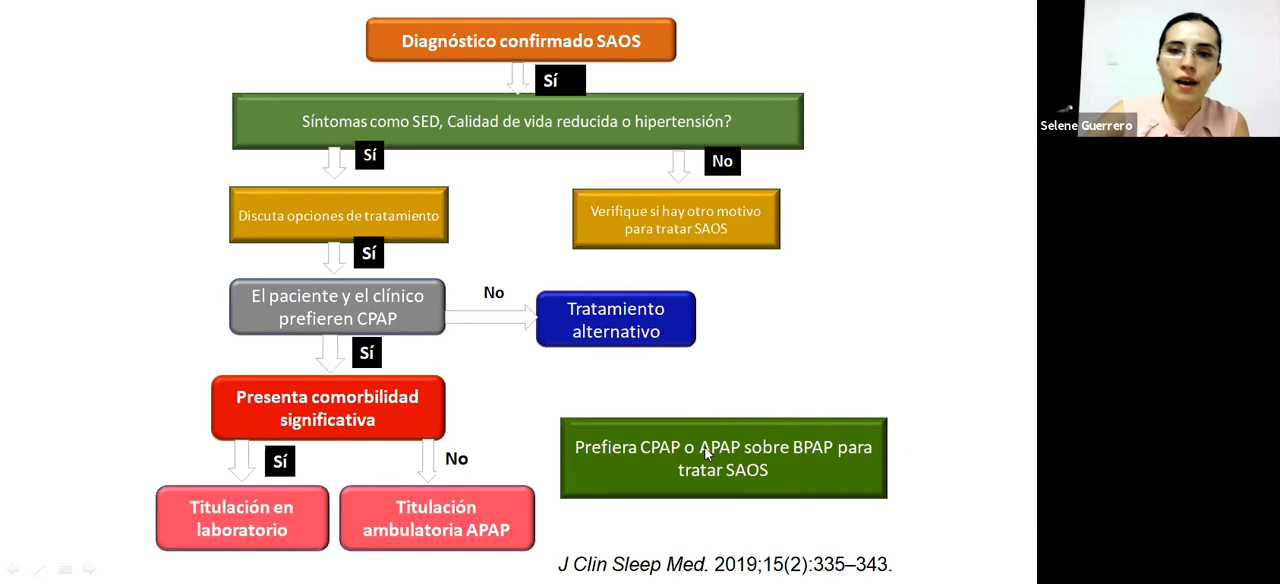 Diagnóstico confirmado SAOS
Sí
Síntomas como SED, Calidad de vida reducida o hipertensión?
Sí
No
Discuta opciones de tratamiento
Verifique si hay otro motivo
para tratar SAOS
Sí
El paciente y el clínico
prefieren CPAP
No
Tratamiento
alternativo
Sí
Presenta comorbilidad
significativa
Sí
No
Prefiera CPAP o APAP sobre BPAP para
tratar SAOS
Titulación en
laboratorio
Titulación
ambulatoria APAP
J Clin Sleep Med. 2019;15(2):335–343.
Selene Guerrero